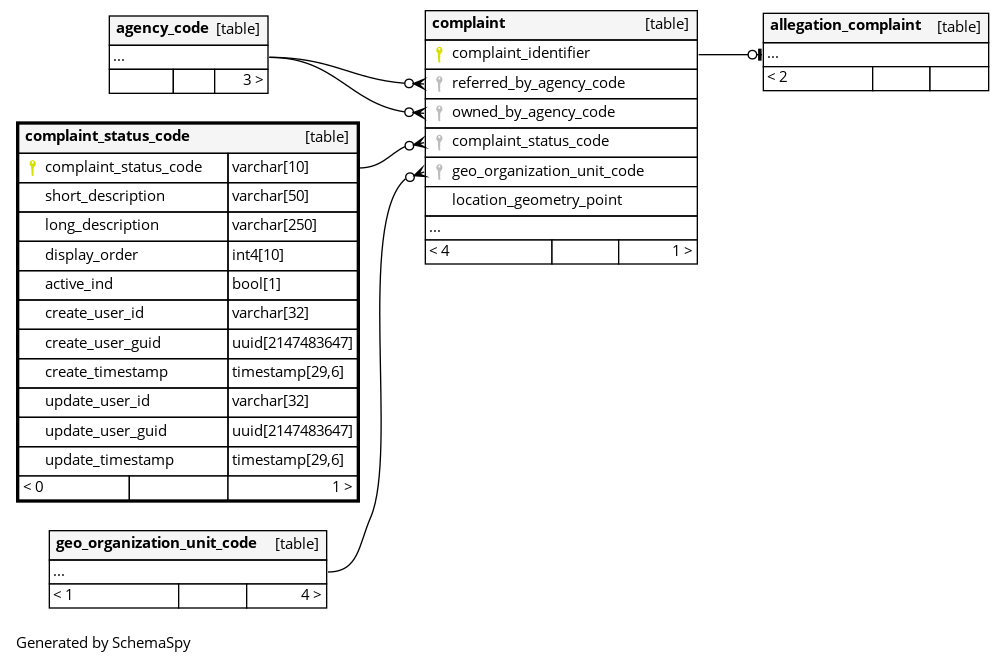 agency_code [table]
...
3 >
complaint_status_code [table]
complaint_status_code varchar[10]
short_description varchar[50]
long_description varchar[250]
display_order int4[10]
active_ind bool[1]
create_user_id varchar[32]
create_user_guid uuid[2147483647]
create_timestamp timestamp[29,6]
update_user_id varchar[32]
update_user_guid uuid[2147483647]
update_timestamp timestamp[29,6]
< 0 1 >
geo_organization_unit_code [table]
...
< 1 4 >
complaint [table]
complaint_identifier
referred_by_agency_code
owned_by_agency_code
complaint_status_code
geo_organization_unit_code
location_geometry_point
...
< 4 1 >
allegation_complaint [table]
...
< 2
Generated by SchemaSpy